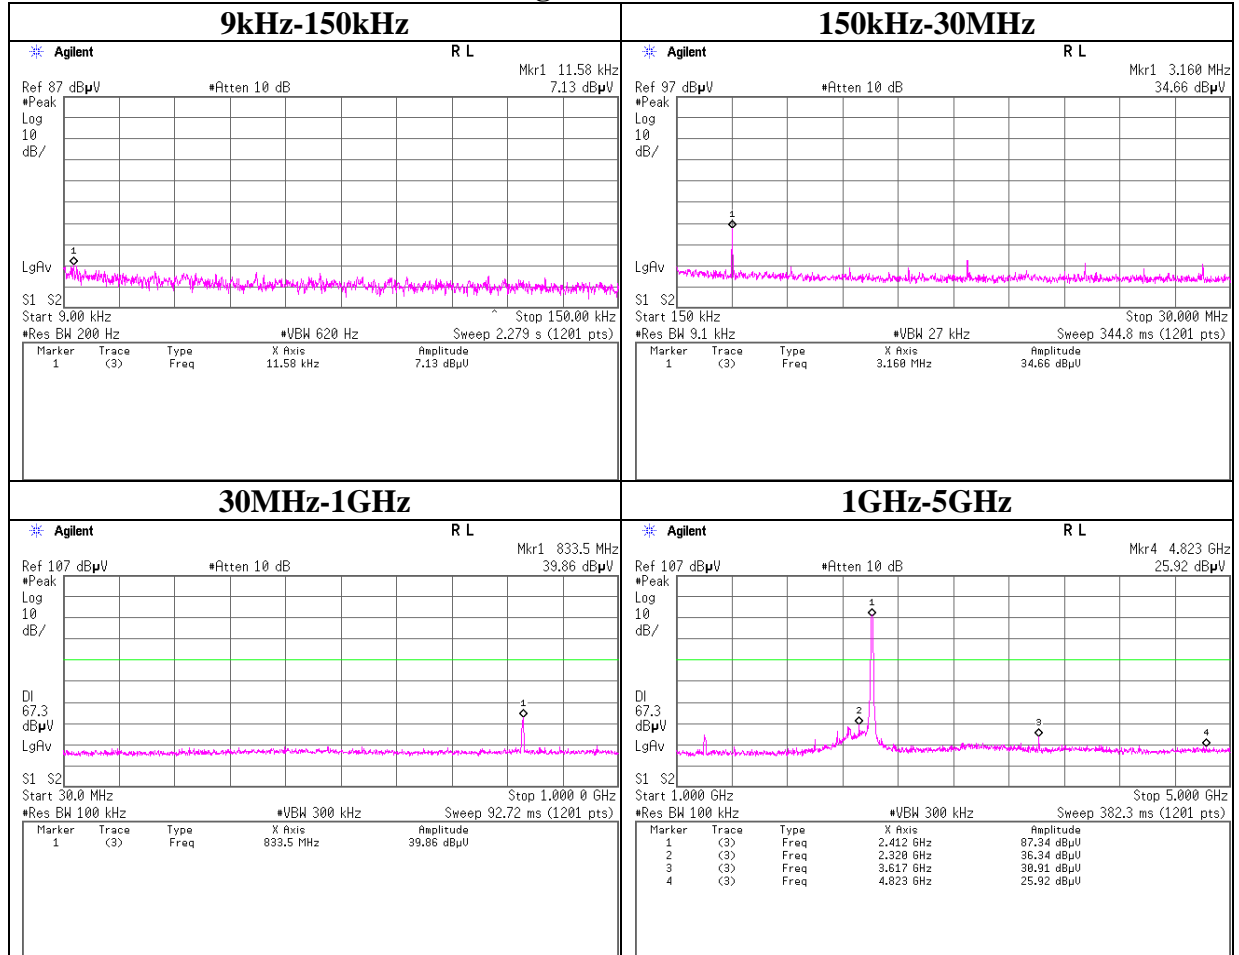 9kHz-150kHz
Agilent R L
Mkr1 11.58 kHz
Ref 87 dBµV #Atten 10 dB 7.13 dBµV
#Peak
Log
10
dB/
1
LgAv
S1 S2
Start 9.00 kHz ^ Stop 150.00 kHz
#Res BW 200 Hz #VBW 620 Hz Sweep 2.279 s (1201 pts)
Marker Trace Type X Axis Amplitude
1 (3) Freq 11.58 kHz 7.13 dBµV
150kHz-30MHz
Agilent R L
Mkr1 3.160 MHz
Ref 97 dBµV #Atten 10 dB 34.66 dBµV
#Peak
Log
10
dB/
1
LgAv
S1 S2
Start 150 kHz Stop 30.000 MHz
#Res BW 9.1 kHz #VBW 27 kHz Sweep 344.8 ms (1201 pts)
Marker Trace Type X Axis Amplitude
1 (3) Freq 3.160 MHz 34.66 dBµV
30MHz-1GHz
Agilent R L
Mkr1 833.5 MHz
Ref 107 dBµV #Atten 10 dB 39.86 dBµV
#Peak
Log
10
dB/
1
DI
67.3
dBµV
LgAv
S1 S2
Start 30.0 MHz Stop 1.000 0 GHz
#Res BW 100 kHz #VBW 300 kHz Sweep 92.72 ms (1201 pts)
Marker Trace Type X Axis Amplitude
1 (3) Freq 833.5 MHz 39.86 dBµV
1GHz-5GHz
Agilent R L
Mkr4 4.823 GHz
Ref 107 dBµV #Atten 10 dB 25.92 dBµV
#Peak
Log
10
dB/
1
2
3
4
DI
67.3
dBµV
LgAv
S1 S2
Start 1.000 GHz Stop 5.000 GHz
#Res BW 100 kHz #VBW 300 kHz Sweep 382.3 ms (1201 pts)
Marker Trace Type X Axis Amplitude
1 (3) Freq 2.412 GHz 87.34 dBµV
2 (3) Freq 2.320 GHz 36.34 dBµV
3 (3) Freq 3.617 GHz 30.91 dBµV
4 (3) Freq 4.823 GHz 25.92 dBµV